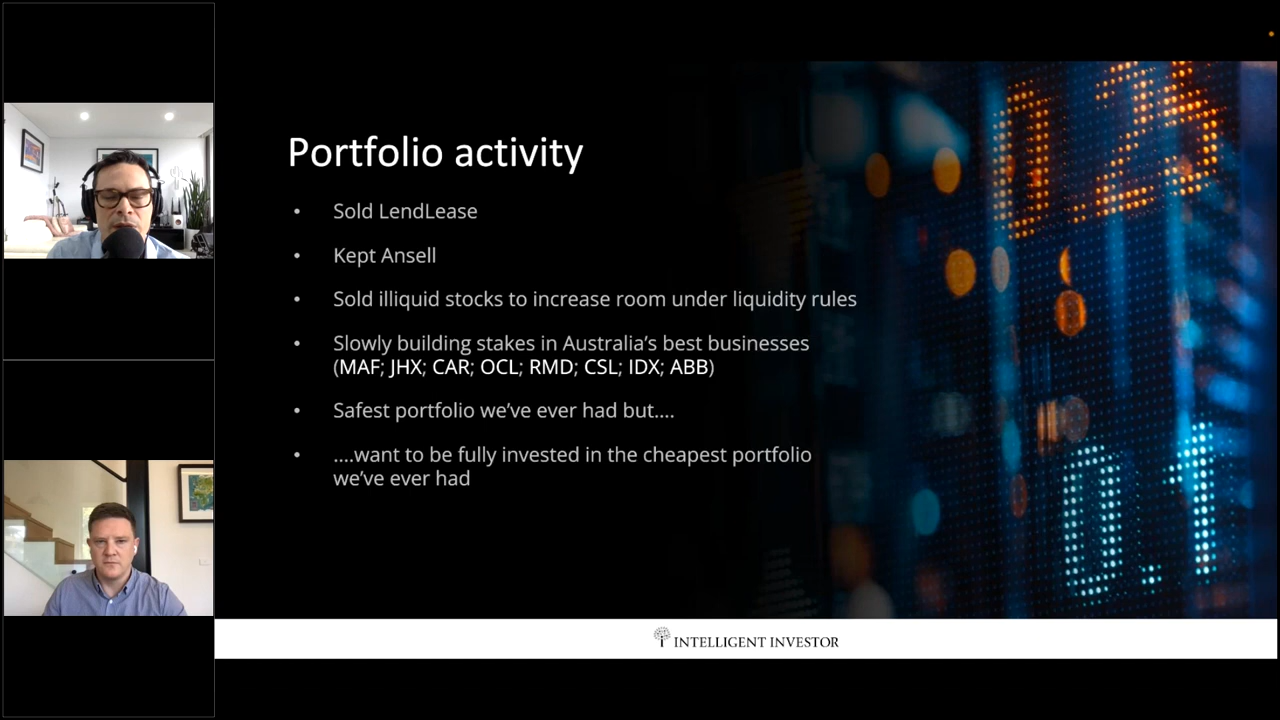 Portfolio activity
• Sold LendLease
• Kept Ansell
• Sold illiquid stocks to increase room under liquidity rules
• Slowly building stakes in Australia’s best businesses
(MAF; JHX; CAR; OCL; RMD; CSL; IDX; ABB)
• Safest portfolio we’ve ever had but….
• ….want to be fully invested in the cheapest portfolio
we’ve ever had
INTELLIGENT INVESTOR